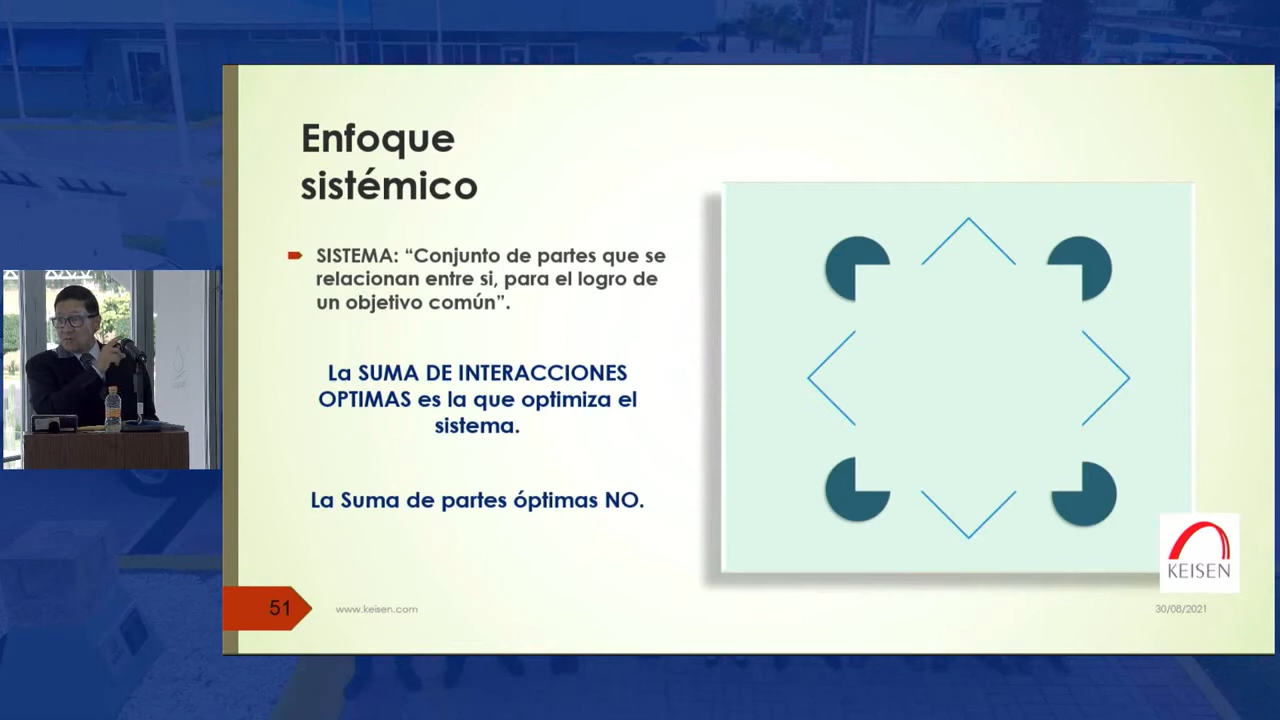 Enfoque
sistémico
SISTEMA: “Conjunto de partes que se
relacionan entre si, para el logro de
un objetivo común”.
La SUMA DE INTERACCIONES
OPTIMAS es la que optimiza el
sistema.
La Suma de partes óptimas NO.
KEISEN
51
www.keisen.com
30/08/2021